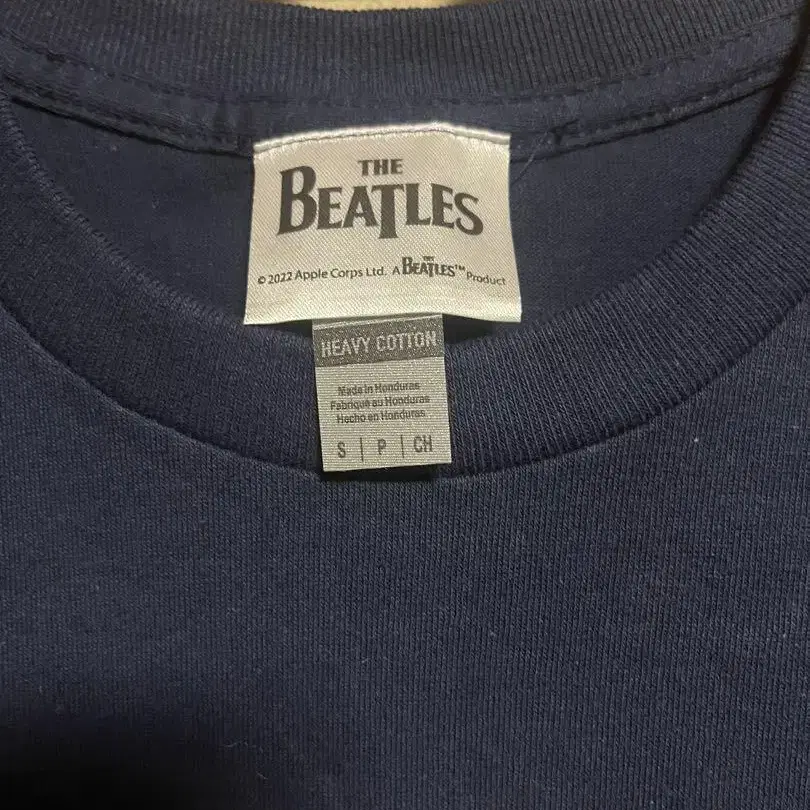 THE
BEATLES
© 2022 Apple Corps Ltd. A THE BEATLES™ Product
HEAVY COTTON
Made in Honduras
Fabriqué au Honduras
Hecho en Honduras
S | P | CH